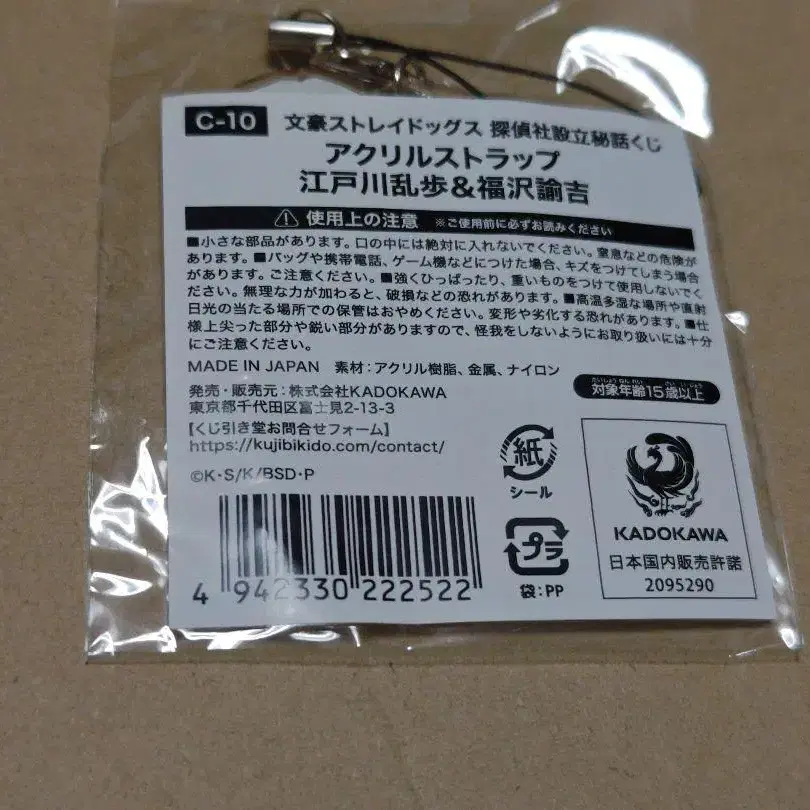 C-10 文豪ストレイドッグス 探偵社設立秘話くじ
アクリルストラップ
江戸川乱歩&福沢諭吉
使用上の注意 ※ご使用前に必ずお読みください
■小さな部品があります。口の中には絶対に入れないでください。窒息などの危険が
あります。■バッグや携帯電話、ゲーム機などにつけた場合、キズをつけてしまう場合
があります。ご注意ください。■強くひっぱったり、重いものをつけて使用しないでく
ださい。無理な力が加わると、破損などの恐れがあります。■高温多湿な場所や直射
日光の当たる場所での保管はおやめください。変形や劣化する恐れがあります。■仕
様上尖った部分や鋭い部分がありますので、怪我をしないようにお取り扱いには十分
にご注意ください。
MADE IN JAPAN 素材:アクリル樹脂、金属、ナイロン
発売・販売元:株式会社KADOKAWA
東京都千代田区富士見2-13-3
たいしょうねんれい さいいじょう
対象年齢15歳以上
【くじ引き堂お問合せフォーム】
https://kujibikido.com/contact/
©K・S/K/BSD・P
4 942330 222522
紙
シール
プラ
袋:PP
KADOKAWA
日本国内販売許諾
2095290